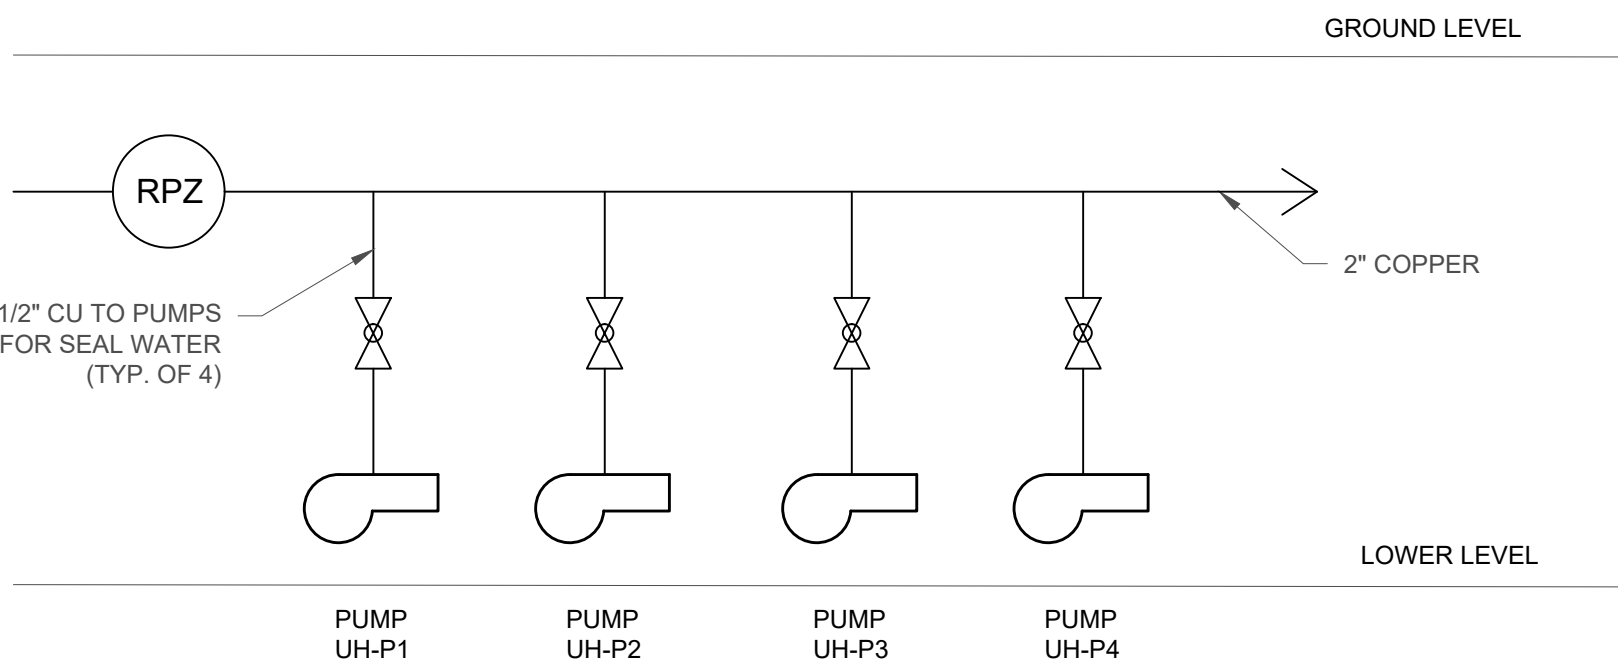 GROUND LEVEL
RPZ
2" COPPER
1/2" CU TO PUMPS
FOR SEAL WATER
(TYP. OF 4)
LOWER LEVEL
PUMP
UH-P1
PUMP
UH-P2
PUMP
UH-P3
PUMP
UH-P4